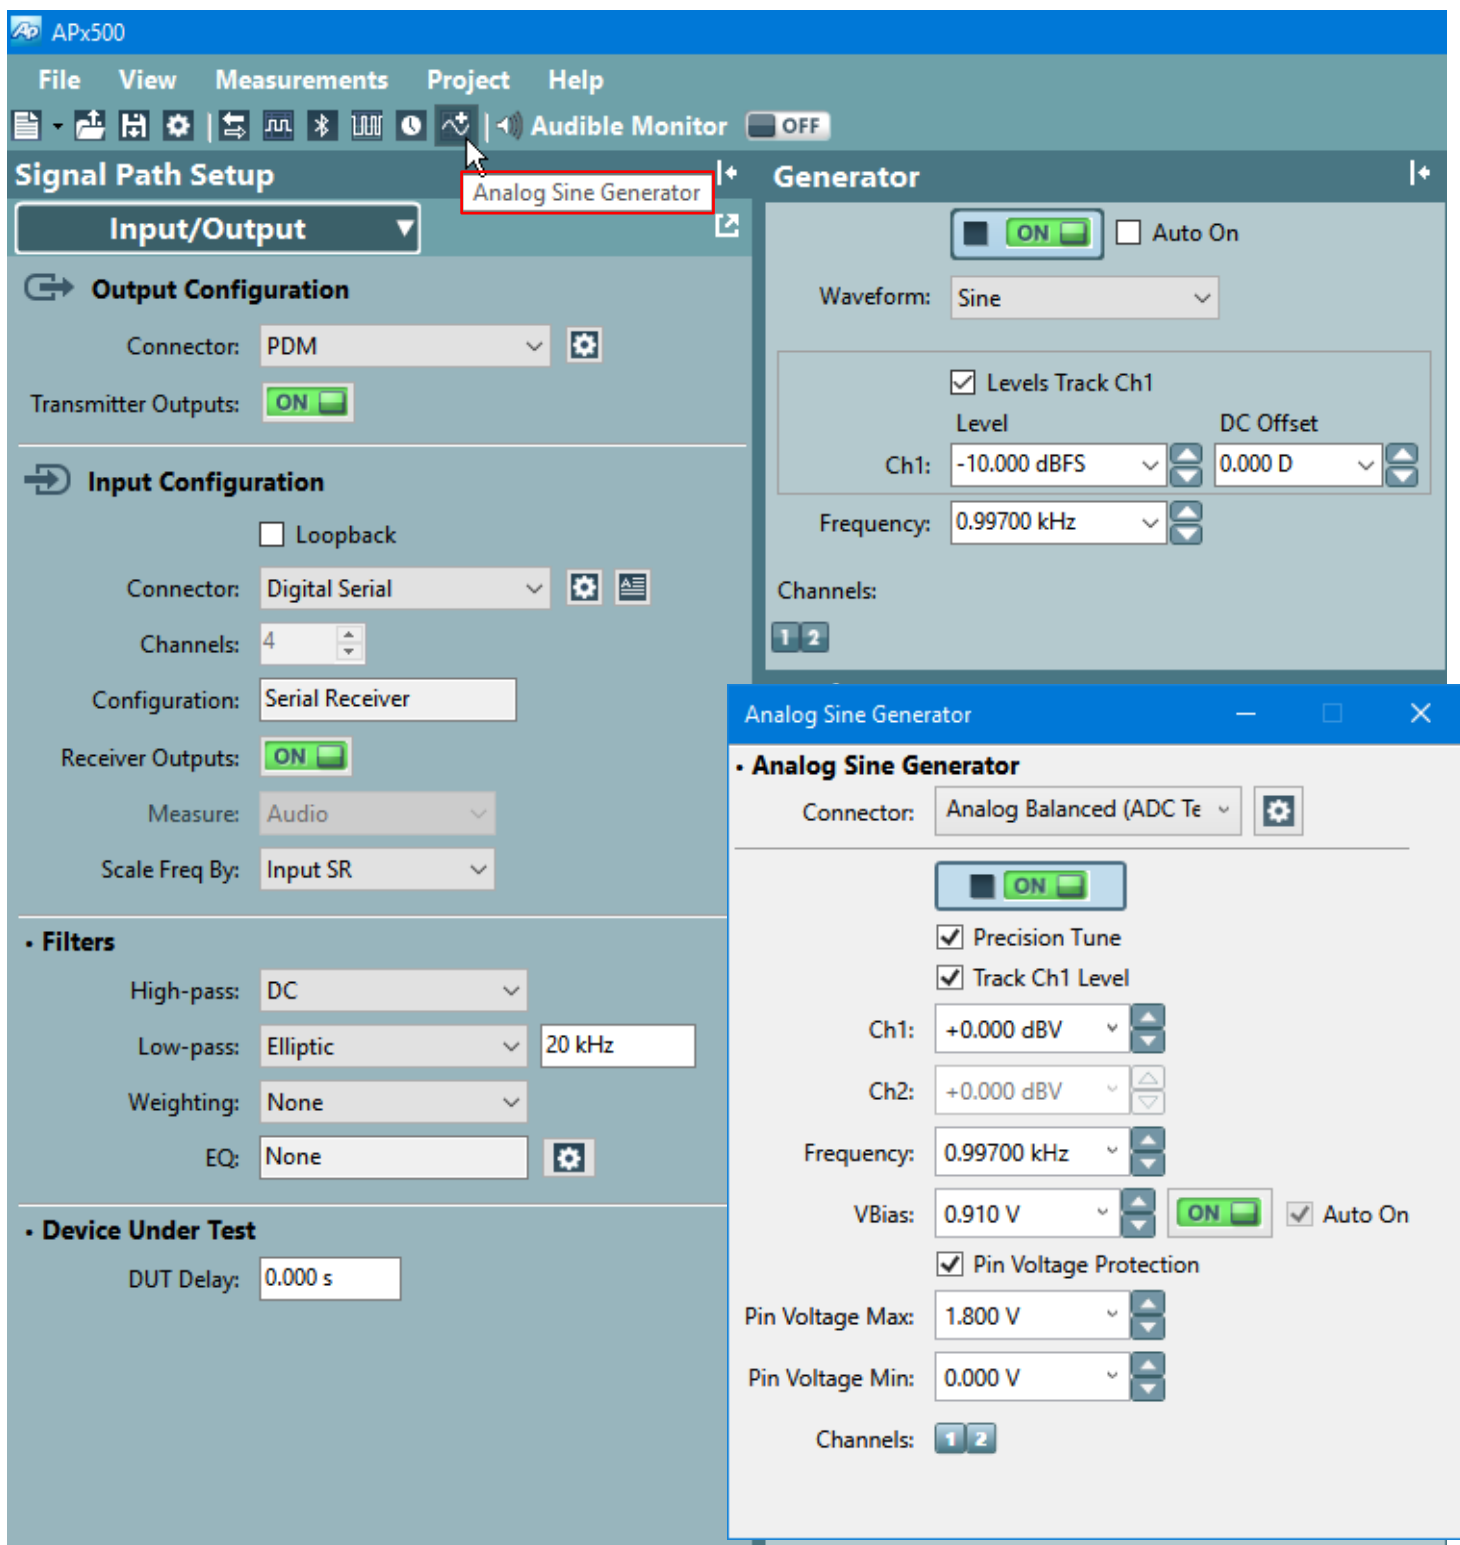 APx500
File View Measurements Project Help
Audible Monitor OFF
Analog Sine Generator
Signal Path Setup
Input/Output
Output Configuration
Connector: PDM
Transmitter Outputs: ON
Input Configuration
Loopback
Connector: Digital Serial
Channels: 4
Configuration: Serial Receiver
Receiver Outputs: ON
Measure: Audio
Scale Freq By: Input SR
• Filters
High-pass: DC
Low-pass: Elliptic 20 kHz
Weighting: None
EQ: None
• Device Under Test
DUT Delay: 0.000 s
Generator
ON Auto On
Waveform: Sine
Levels Track Ch1
Level DC Offset
Ch1: -10.000 dBFS 0.000 D
Frequency: 0.99700 kHz
Channels:
1 2
Analog Sine Generator
• Analog Sine Generator
Connector: Analog Balanced (ADC Te
ON
Precision Tune
Track Ch1 Level
Ch1: +0.000 dBV
Ch2: +0.000 dBV
Frequency: 0.99700 kHz
VBias: 0.910 V ON Auto On
Pin Voltage Protection
Pin Voltage Max: 1.800 V
Pin Voltage Min: 0.000 V
Channels: 1 2